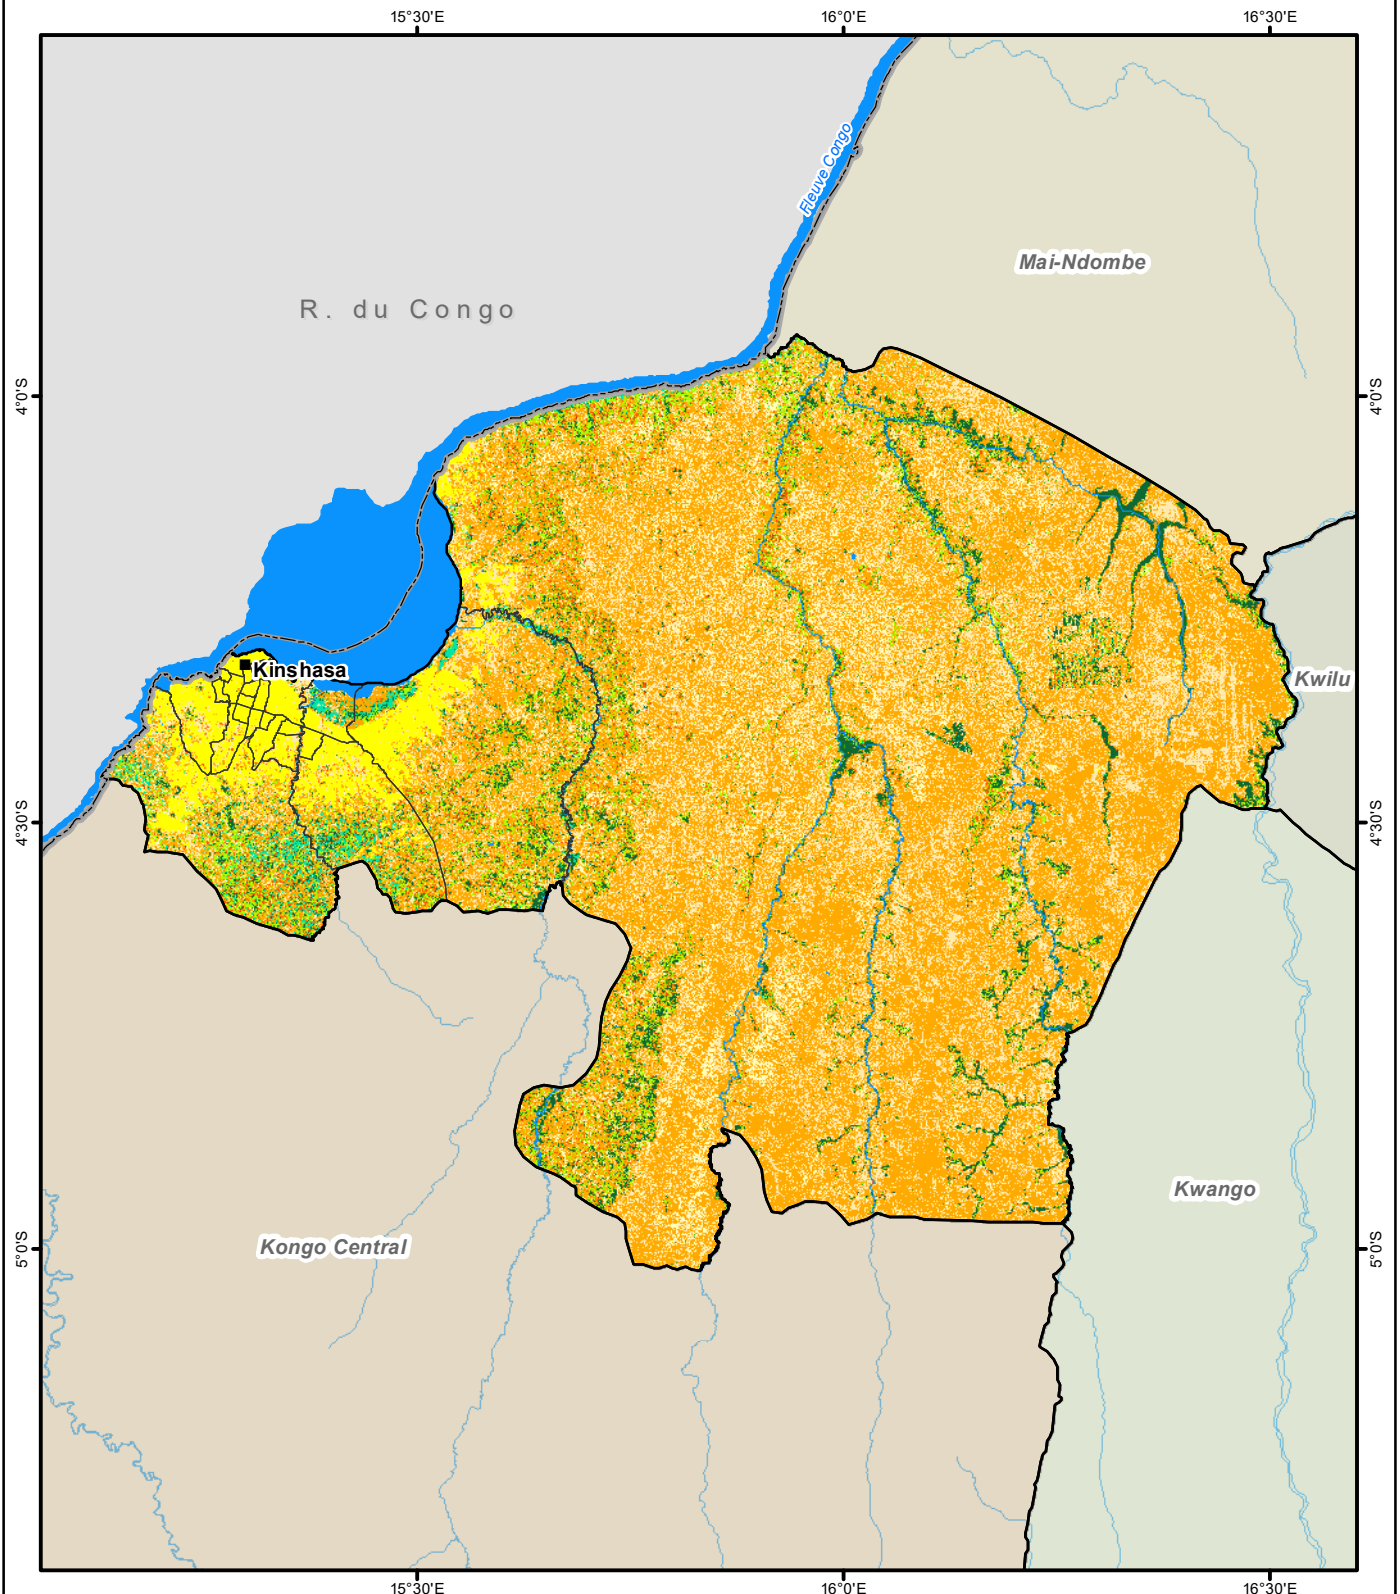 15°30'E 16°0'E 16°30'E
Fleuve Congo
Mai-Ndombe
R. du Congo
4°0'S 4°0'S
Kinshasa
Kwilu
4°30'S 4°30'S
Kwango
Kongo Central
5°0'S 5°0'S
15°30'E 16°0'E 16°30'E